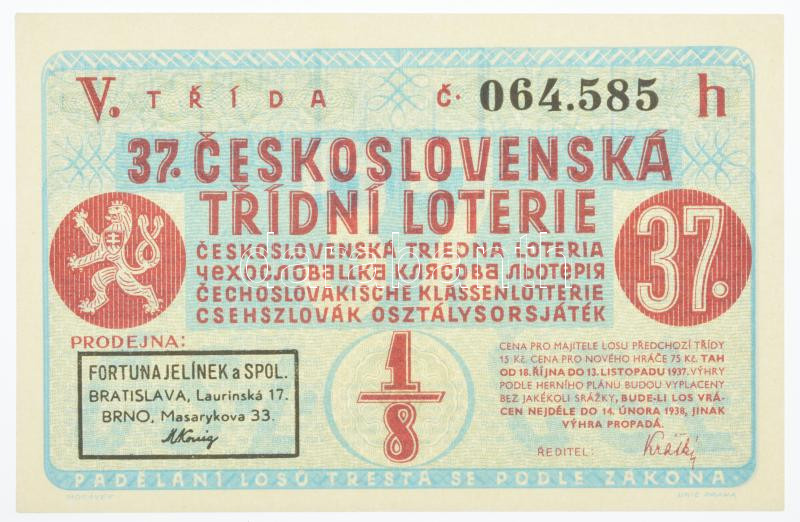 V. TŘÍDA Č. 064.585 h
37. ČESKOSLOVENSKÁ
TŘÍDNÍ LOTERIE
ČESKOSLOVENSKÁ TRIEDNA LOTERIA
чехословацка клясова льотерія
ČECHOSLOVAKISCHE KLASSENLOTTERIE
CSEHSZLOVÁK OSZTÁLYSORSJÁTÉK
37.
PRODEJNA:
FORTUNA JELÍNEK a SPOL.
BRATISLAVA, Laurinská 17.
BRNO, Masarykova 33.
1/8
CENA PRO MAJITELE LOSU PŘEDCHOZÍ TŘÍDY
15 Kč. CENA PRO NOVÉHO HRÁČE 75 Kč. TAH
OD 18. ŘÍJNA DO 13. LISTOPADU 1937. VÝHRY
PODLE HERNÍHO PLÁNU BUDOU VYPLACENY
BEZ JAKÉKOLI SRÁŽKY, BUDE-LI LOS VRÁ-
CEN NEJDÉLE DO 14. ÚNORA 1938, JINAK
VÝHRA PROPADÁ.
ŘEDITEL: Krátký
PADĚLÁNÍ LOSŮ TRESTÁ SE PODLE ZÁKONA.
UNIE PRAHA